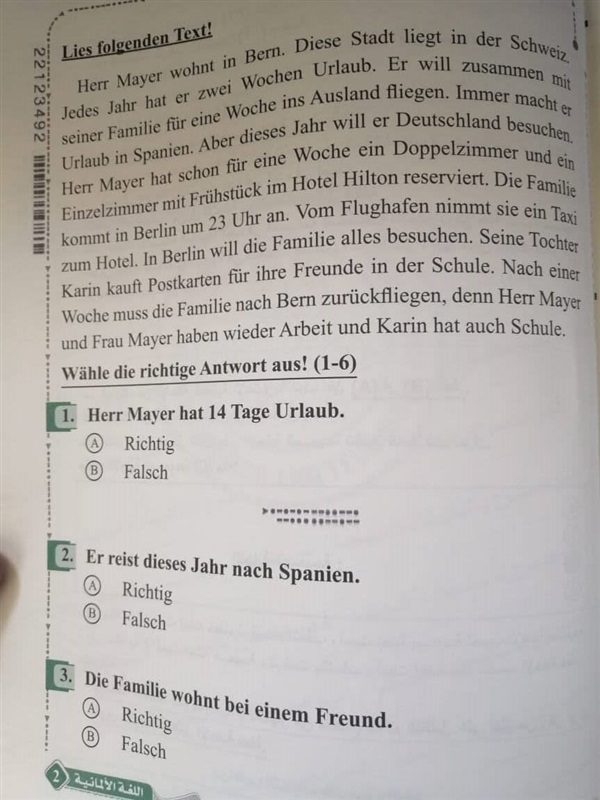 Lies folgenden Text!
Herr Mayer wohnt in Bern. Diese Stadt liegt in der Schweiz.
Jedes Jahr hat er zwei Wochen Urlaub. Er will zusammen mit
seiner Familie für eine Woche ins Ausland fliegen. Immer macht er
Urlaub in Spanien. Aber dieses Jahr will er Deutschland besuchen.
Herr Mayer hat schon für eine Woche ein Doppelzimmer und ein
Einzelzimmer mit Frühstück im Hotel Hilton reserviert. Die Familie
kommt in Berlin um 23 Uhr an. Vom Flughafen nimmt sie ein Taxi
zum Hotel. In Berlin will die Familie alles besuchen. Seine Tochter
Karin kauft Postkarten für ihre Freunde in der Schule. Nach einer
Woche muss die Familie nach Bern zurückfliegen, denn Herr Mayer
und Frau Mayer haben wieder Arbeit und Karin hat auch Schule.
Wähle die richtige Antwort aus! (1-6)
1. Herr Mayer hat 14 Tage Urlaub.
A Richtig
B Falsch
2. Er reist dieses Jahr nach Spanien.
A Richtig
B Falsch
3. Die Familie wohnt bei einem Freund.
A Richtig
B Falsch
2 اللغة الألمانية
22123492